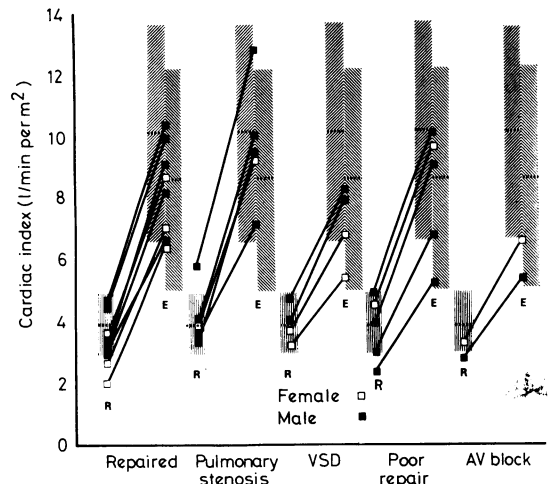 Cardiac index (l/min per m²)
14
12
10
8
6
4
2
0
R
E
R
E
R
E
R
E
R
E
Female
Male
Repaired
Pulmonary
stenosis
VSD
Poor
repair
AV block